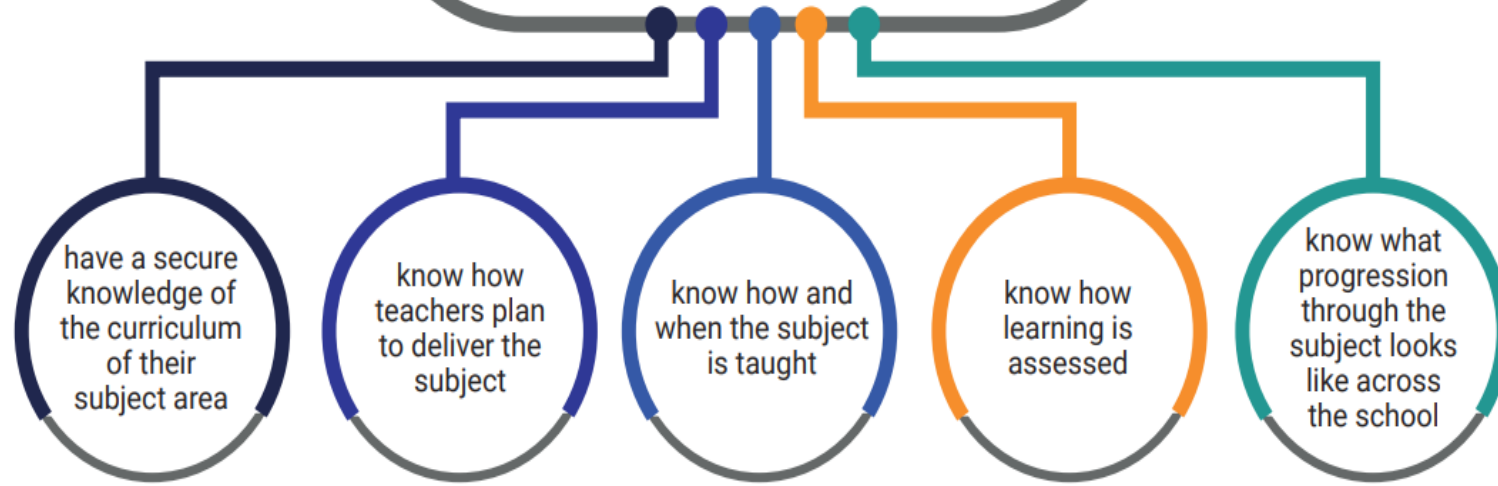 have a secure
knowledge of
the curriculum
of their
subject area
know how
teachers plan
to deliver the
subject
know how and
when the subject
is taught
know how
learning is
assessed
know what
progression
through the
subject looks
like across
the school